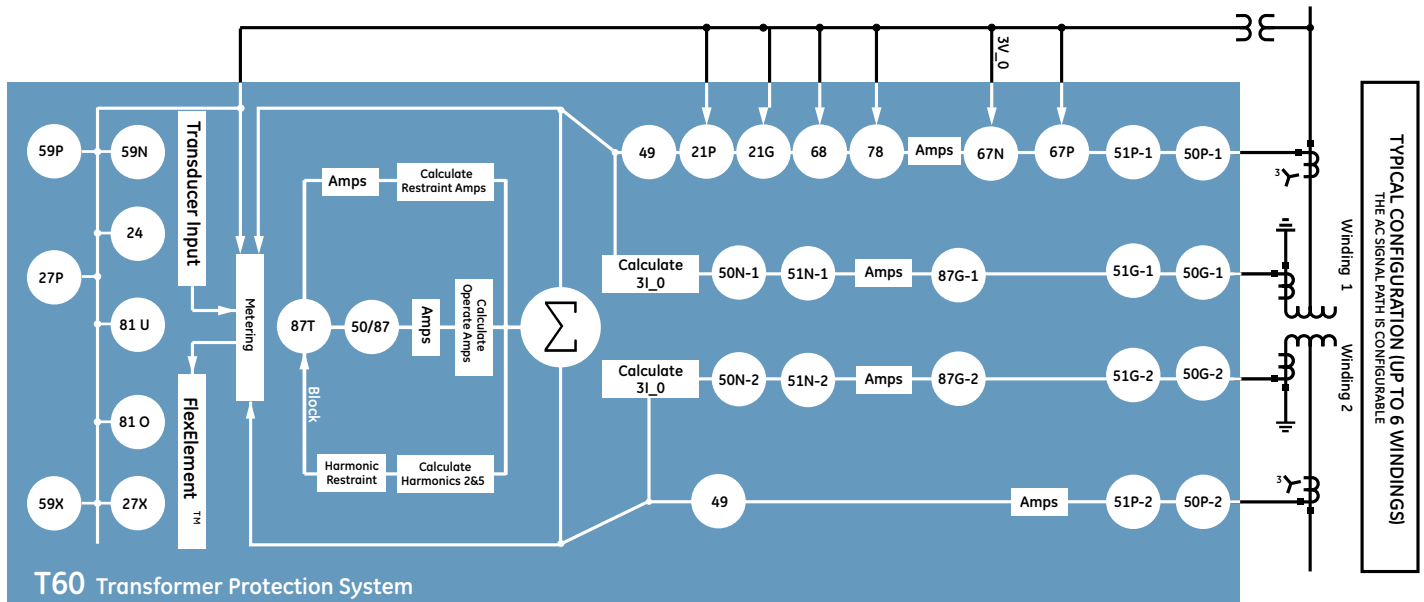 3V_0
59P
59N
Transducer Input
49
21P
21G
68
78
Amps
67N
67P
51P-1
50P-1
3
Amps
Calculate
Restraint Amps
24
27P
Metering
Calculate
3I_0
50N-1
51N-1
Amps
87G-1
51G-1
50G-1
Winding 1
81 U
87T
50/87
Amps
Calculate
Operate Amps
Σ
Calculate
3I_0
50N-2
51N-2
Amps
87G-2
51G-2
50G-2
Winding 2
Block
FlexElement TM
81 O
Harmonic
Restraint
Calculate
Harmonics 2&5
59X
27X
49
Amps
51P-2
50P-2
3
TYPICAL CONFIGURATION (UP TO 6 WINDINGS)
THE AC SIGNAL PATH IS CONFIGURABLE
T60 Transformer Protection System